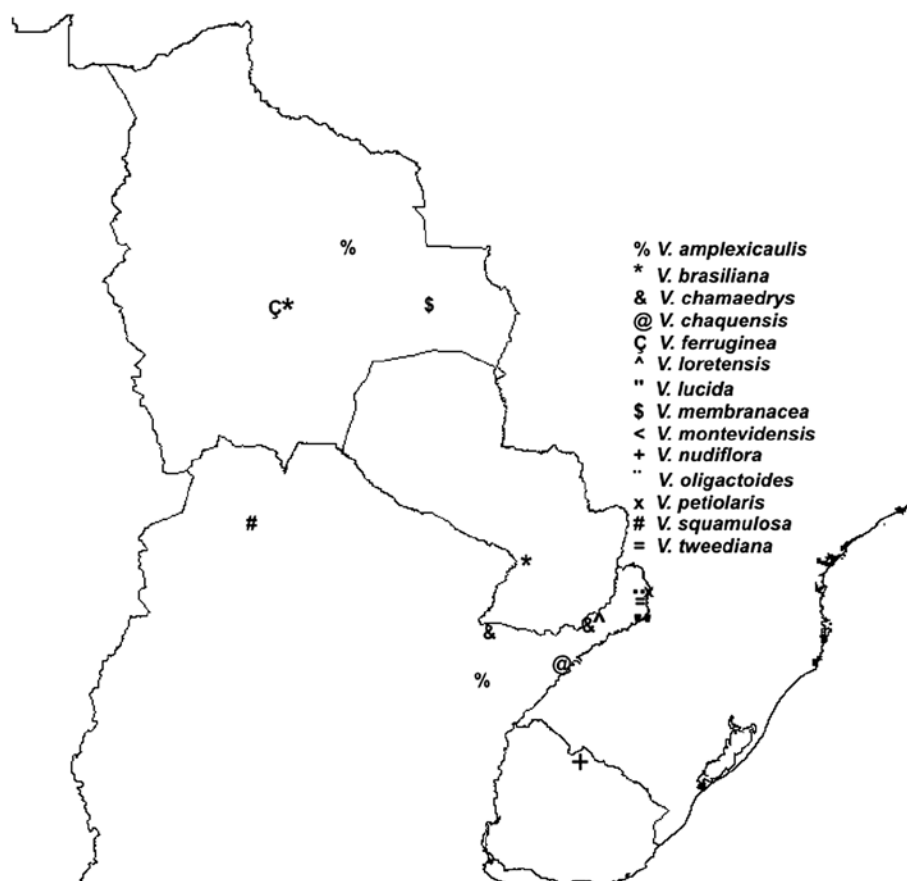 %
Ç*
$
#
*
¨x
=
"
&
&^
@
%
+
% V. amplexicaulis
* V. brasiliana
& V. chamaedrys
@ V. chaquensis
Ç V. ferruginea
^ V. loretensis
" V. lucida
$ V. membranacea
< V. montevidensis
+ V. nudiflora
¨ V. oligactoides
x V. petiolaris
# V. squamulosa
= V. tweediana